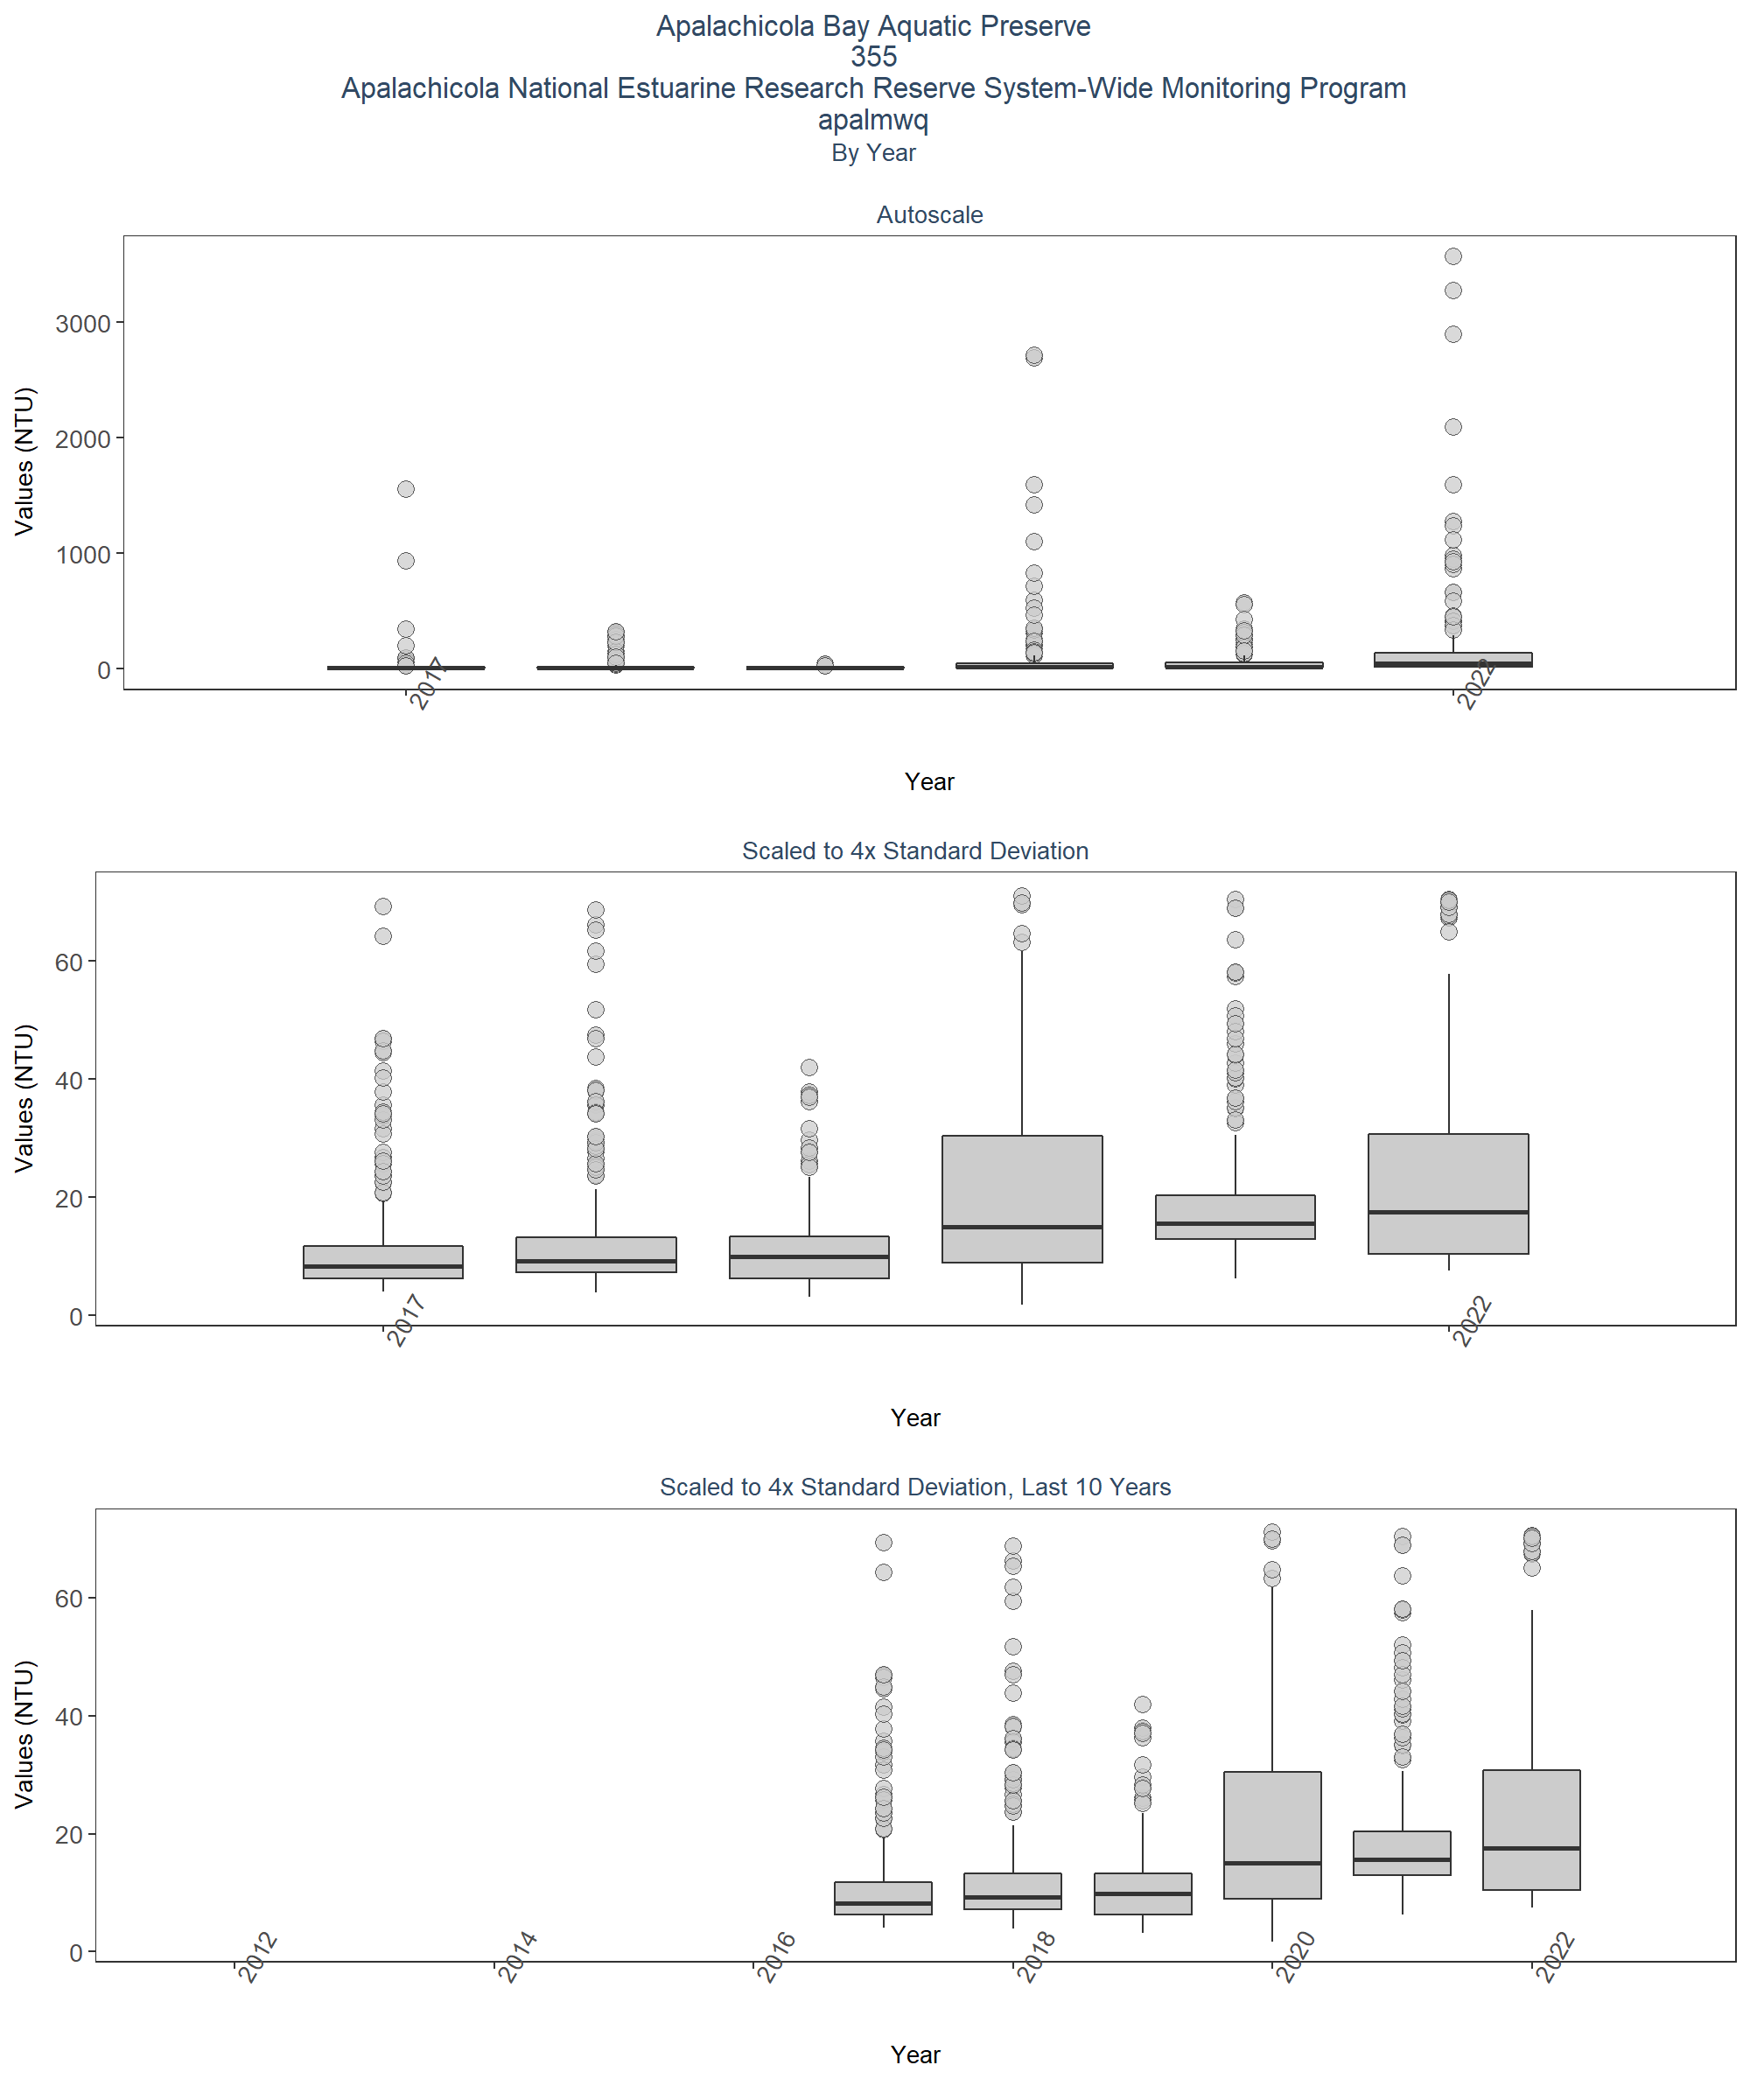 Apalachicola Bay Aquatic Preserve
355
Apalachicola National Estuarine Research Reserve System-Wide Monitoring Program
apalmwq
By Year
Autoscale
Values (NTU)
3000
2000
1000
0
2017
2022
Year
Scaled to 4x Standard Deviation
Values (NTU)
60
40
20
0
2017
2022
Year
Scaled to 4x Standard Deviation, Last 10 Years
Values (NTU)
60
40
20
0
2012
2014
2016
2018
2020
2022
Year